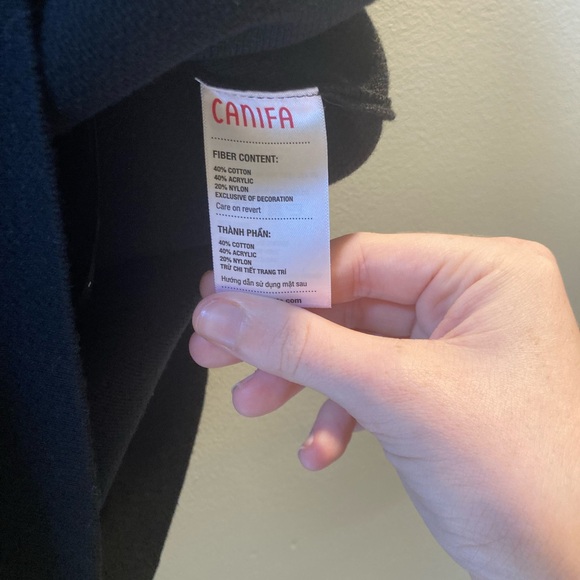 CANIFA
FIBER CONTENT:
40% COTTON
40% ACRYLIC
20% NYLON
EXCLUSIVE OF DECORATION
Care on revert
THÀNH PHẦN:
40% COTTON
40% ACRYLIC
20% NYLON
TRỪ CHI TIẾT TRANG TRÍ
Hướng dẫn sử dụng mặt sau
.com